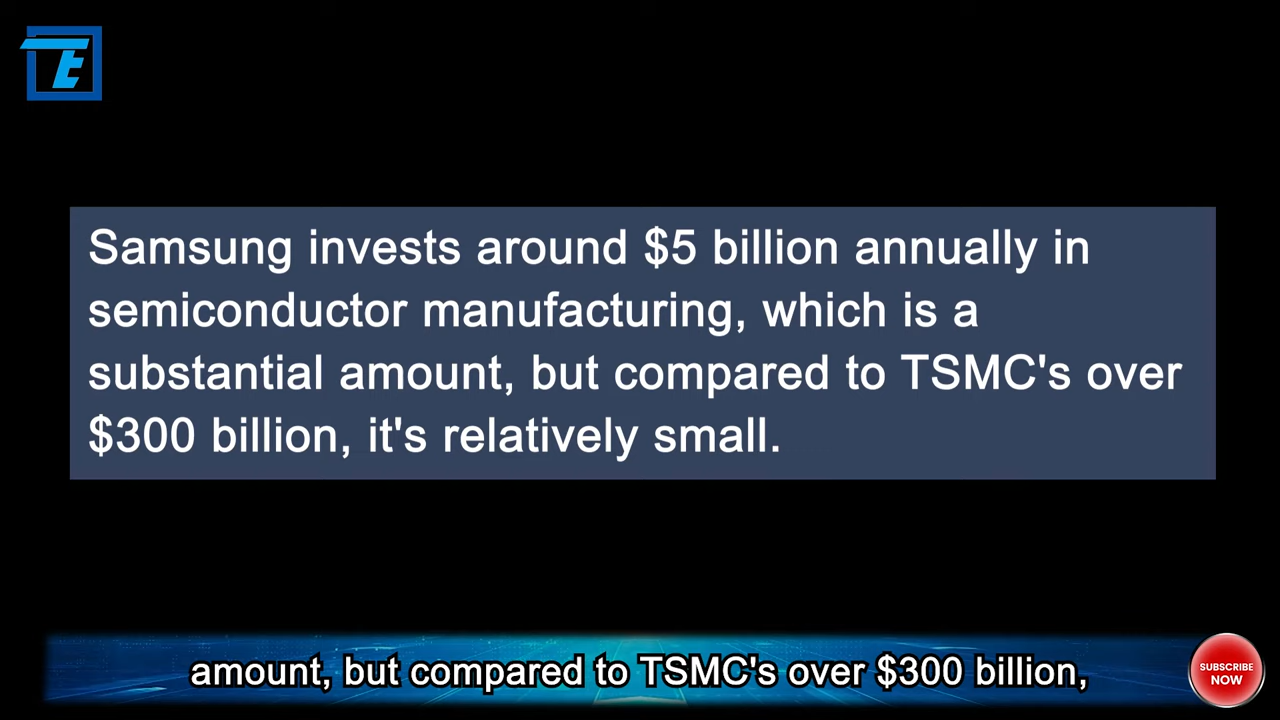 TE
Samsung invests around $5 billion annually in
semiconductor manufacturing, which is a
substantial amount, but compared to TSMC's over
$300 billion, it's relatively small.
amount, but compared to TSMC's over $300 billion,
SUBSCRIBE
NOW